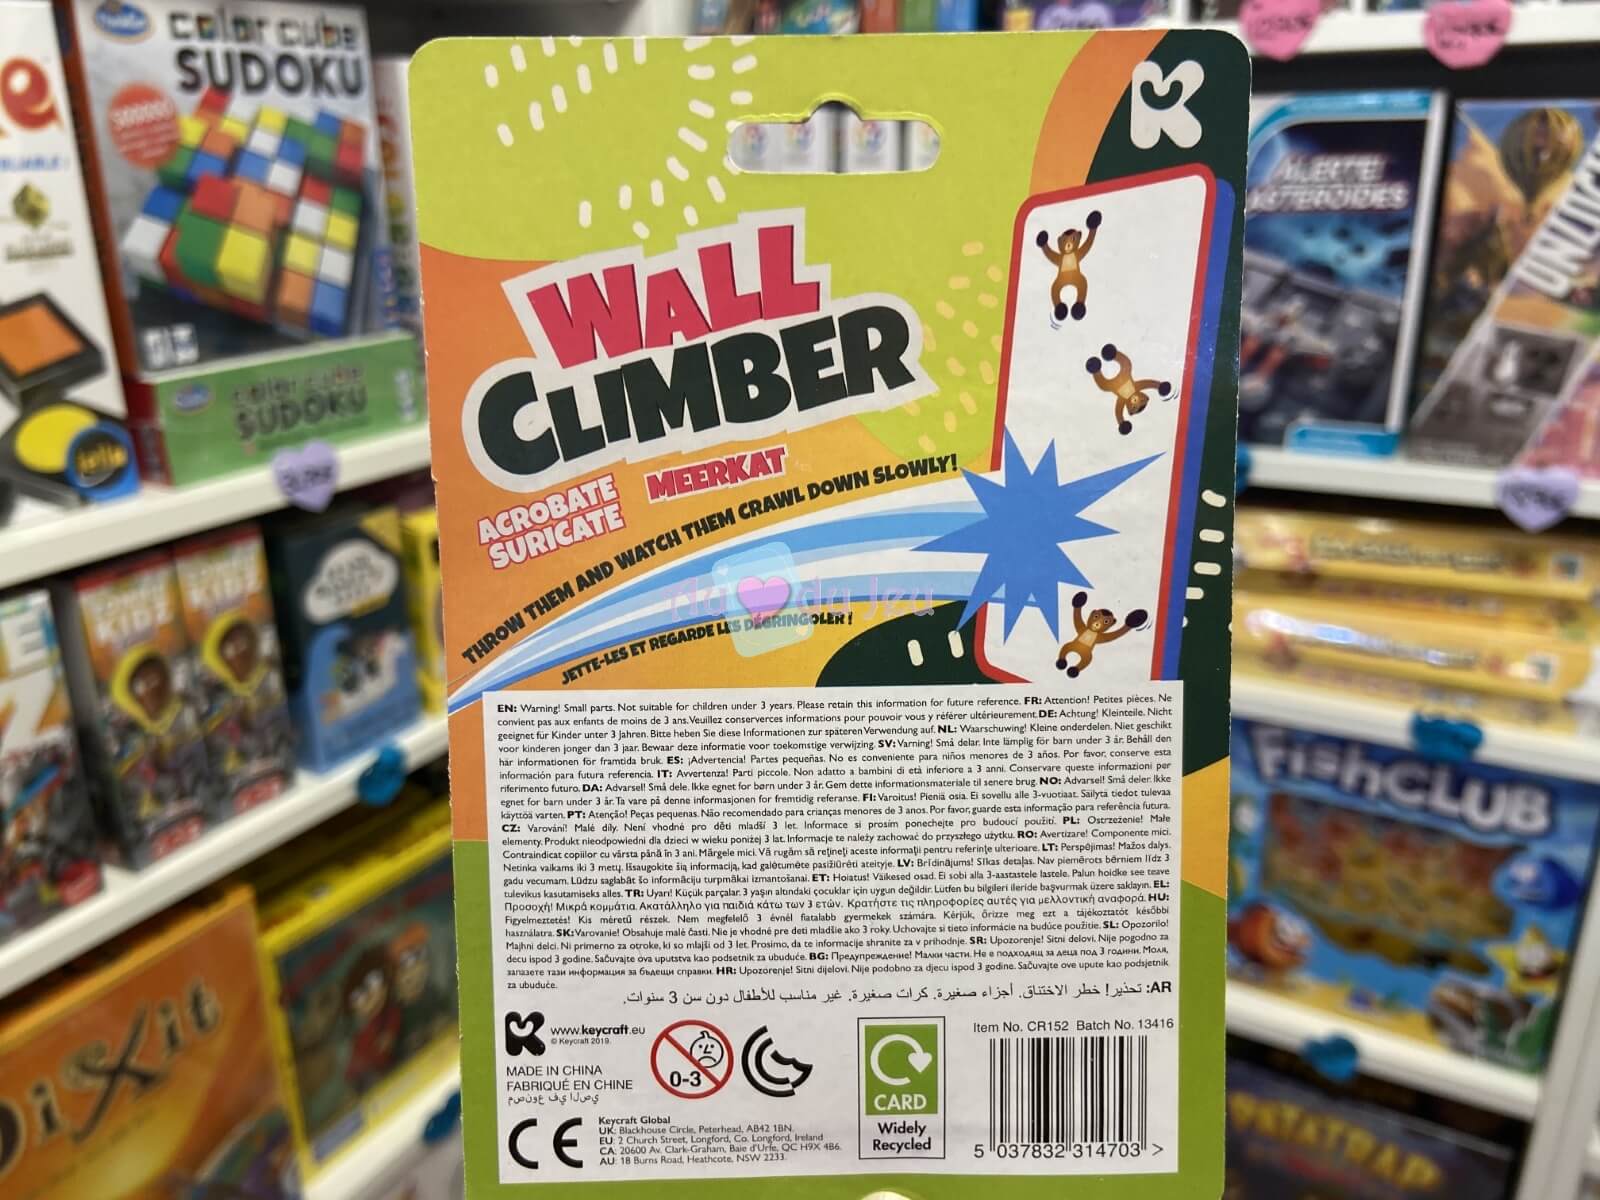 color cube
SUDOKU
color cube
SUDOKU
WALL
CLIMBER
ACROBATE
SURICATE
MEERKAT
THROW THEM AND WATCH THEM CRAWL DOWN SLOWLY!
JETTE-LES ET REGARDE LES DÉGRINGOLER !
Au du Jeu
EN: Warning! Small parts. Not suitable for children under 3 years. Please retain this information for future reference. FR: Attention! Petites pièces. Ne
convient pas aux enfants de moins de 3 ans.Veuillez conserverces informations pour pouvoir vous y référer ultérieurement.DE: Achtung! Kleinteile. Nicht
geeignet für Kinder unter 3 Jahren. Bitte heben Sie diese Informationen zur späteren Verwendung auf. NL: Waarschuwing! Kleine onderdelen. Niet geschikt
voor kinderen jonger dan 3 jaar. Bewaar deze informatie voor toekomstige verwijzing. SV: Varning! Små delar. Inte lämplig för barn under 3 år. Behåll den
här informationen för framtida bruk. ES: ¡Advertencia! Partes pequeñas. No es conveniente para niños menores de 3 años. Por favor, conserve esta
información para futura referencia. IT: Avvertenza! Parti piccole. Non adatto a bambini di età inferiore a 3 anni. Conservare queste informazioni per
riferimento futuro. DA: Advarsel! Små dele. Ikke egnet for børn under 3 år. Gem dette informationsmateriale til senere brug. NO: Advarsel! Små deler. Ikke
egnet for barn under 3 år. Ta vare på denne informasjonen for fremtidig referanse. FI: Varoitus! Pieniä osia. Ei sovellu alle 3-vuotiaat. Säilytä tiedot tulevaa
käyttöä varten. PT: Atenção! Peças pequenas. Não recomendado para crianças menores de 3 anos. Por favor, guarde esta informação para referência futura.
CZ: Varování! Malé díly. Není vhodné pro děti mladší 3 let. Informace si prosím ponechejte pro budoucí použití. PL: Ostrzeżenie! Małe
elementy. Produkt nieodpowiedni dla dzieci w wieku poniżej 3 lat. Informacje te należy zachować do przyszłego użytku. RO: Avertizare! Componente mici.
Contraindicat copiilor cu vârsta până în 3 ani. Mărgele mici. Vă rugăm să rețineți aceste informații pentru referințe ulterioare. LT: Perspėjimas! Mažos dalys.
Netinka vaikams iki 3 metų. Išsaugokite šią informaciją, kad galėtumėte pasižiūrėti ateityje. LV: Brīdinājums! Sīkas detaļas. Nav piemērots bērniem līdz 3
gadu vecumam. Lūdzu saglabāt šo informāciju turpmākai izmantošanai. ET: Hoiatus! Väikesed osad. Ei sobi alla 3-aastastele lastele. Palun hoidke see teave
tulevikus kasutamiseks alles. TR: Uyarı! Küçük parçalar. 3 yaşın altındaki çocuklar için uygun değildir. Lütfen bu bilgileri ileride başvurmak üzere saklayın. EL:
Προσοχή! Μικρά κομμάτια. Ακατάλληλο για παιδιά κάτω των 3 ετών. Κρατήστε τις πληροφορίες αυτές για μελλοντική αναφορά. HU:
Figyelmeztetés! Kis méretű részek. Nem megfelelő 3 évnél fiatalabb gyermekek számára. Kérjük, őrizze meg ezt a tájékoztatót későbbi
használatra. SK:Varovanie! Obsahuje malé časti. Nie je vhodné pre deti mladšie ako 3 roky. Uchovajte si tieto informácie na budúce použitie. SL: Opozorilo!
Majhni delci. Ni primerno za otroke, ki so mlajši od 3 let. Prosimo, da te informacije shranite za v prihodnje. SR: Upozorenje! Sitni delovi. Nije pogodno za
decu ispod 3 godine. Sačuvajte ova uputstva kao podsetnik za ubuduće. BG: Предупреждение! Малки части. Не е подходящ за деца под 3 години. Моля,
запазете тази информация за бъдещи справки. HR: Upozorenje! Sitni dijelovi. Nije podobno za djecu ispod 3 godine. Sačuvajte ove upute kao podsjetnik
za ubuduće.
AR: تحذير! خطر الاختناق. أجزاء صغيرة. كرات صغيرة. غير مناسب للأطفال دون سن 3 سنوات.
www.keycraft.eu
© Keycraft 2019.
MADE IN CHINA
FABRIQUÉ EN CHINE
مصنوع في الصين
0-3
CE
Keycraft Global
UK: Blackhouse Circle, Peterhead, AB42 1BN.
EU: 2 Church Street, Longford, Co. Longford, Ireland
CA: 20600 Av. Clark-Graham, Baie d'Urfe, QC H9X 4B6.
AU: 18 Burns Road, Heathcote, NSW 2233.
CARD
Widely
Recycled
Item No. CR152 Batch No. 13416
5 037832 314703 >
ALERTE!
ASTEROIDES
UNLOCK
FISHCLUB
DiXit
KIDZ